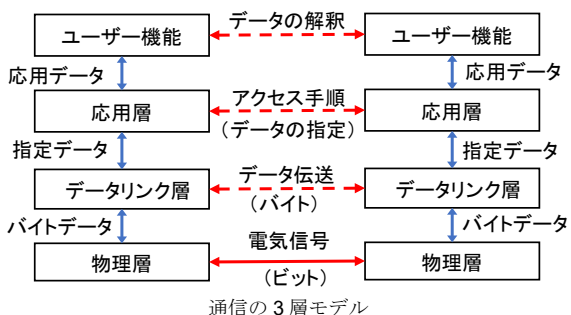 データの解釈
ユーザー機能 ユーザー機能
応用データ 応用データ
アクセス手順
応用層 応用層
(データの指定)
指定データ 指定データ
データ伝送
データリンク層 データリンク層
(バイト)
バイトデータ バイトデータ
電気信号
物理層 物理層
(ビット)
通信の3層モデル